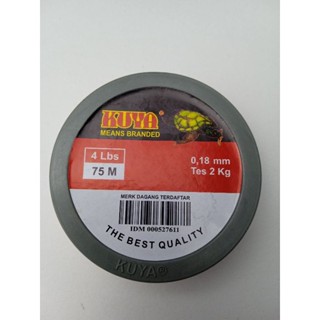 KUYA
MEANS BRANDED
4 Lbs
75 M
0,18 mm
Tes 2 Kg
MERK DAGANG TERDAFTAR
IDM 000527611
THE BEST QUALITY
KUYA®